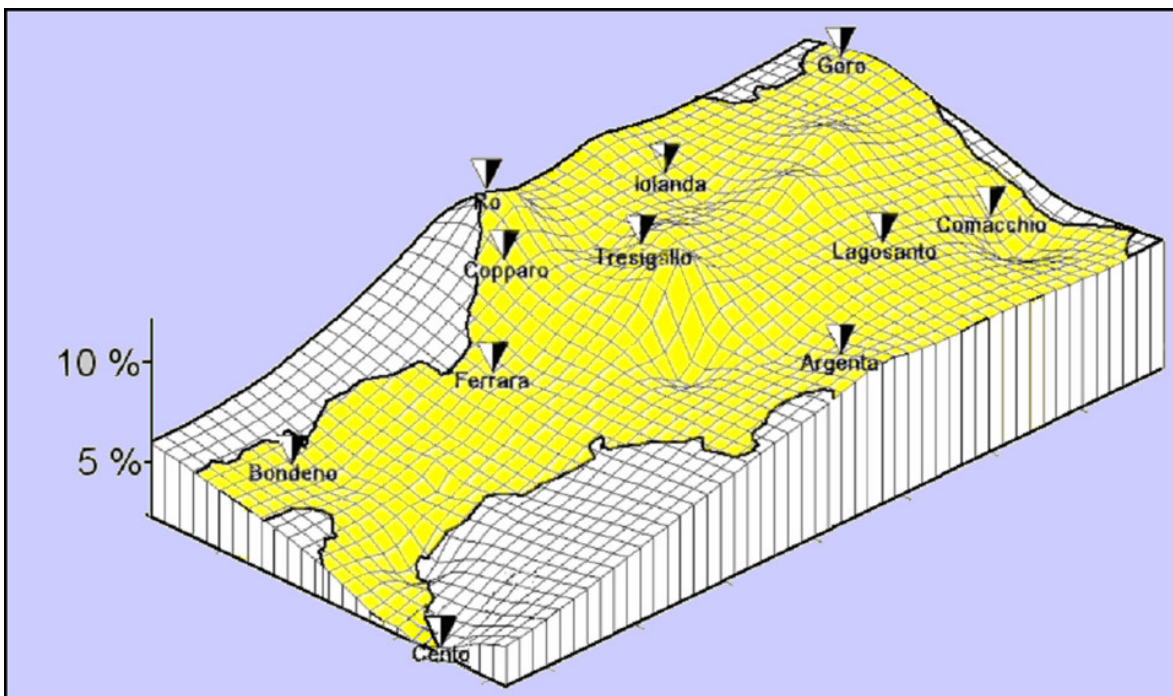 Goro
Iolanda
Ro
Comacchio
Lagosanto
Tresigallo
Copparo
10 %
Argenta
Ferrara
5 %
Bondeno
Cento